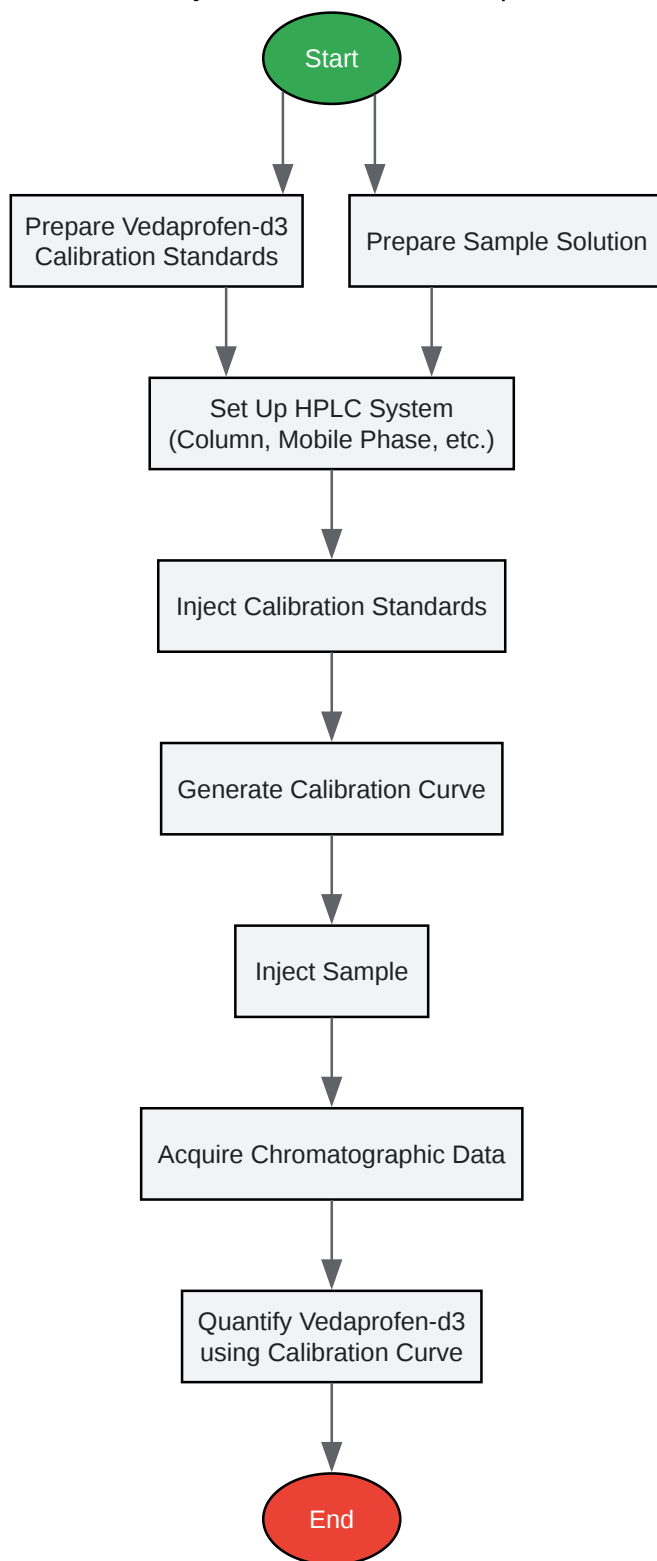 Start
Prepare Vedaprofen-d3
Calibration Standards
Prepare Sample Solution
Set Up HPLC System
(Column, Mobile Phase, etc.)
Inject Calibration Standards
Generate Calibration Curve
Inject Sample
Acquire Chromatographic Data
Quantify Vedaprofen-d3
using Calibration Curve
End